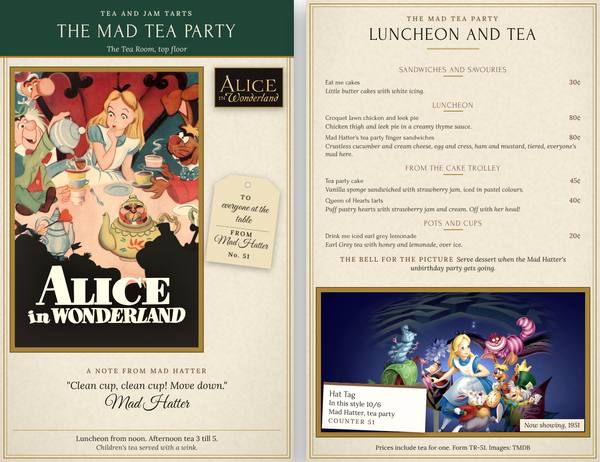 TEA AND JAM TARTS
THE MAD TEA PARTY
The Tea Room, top floor
ALICE
IN Wonderland
TO
everyone at the
table
FROM
Mad Hatter
No. 51
ALICE
in WONDERLAND
A NOTE FROM MAD HATTER
"Clean cup, clean cup! Move down."
Mad Hatter
Luncheon from noon. Afternoon tea 3 till 5.
Children's tea served with a wink.
THE MAD TEA PARTY
LUNCHEON AND TEA
SANDWICHES AND SAVOURIES
Eat me cakes 30¢
Little butter cakes with white icing.
LUNCHEON
Croquet lawn chicken and leek pie 80¢
Chicken thigh and leek pie in a creamy thyme sauce.
Mad Hatter's tea party finger sandwiches 80¢
Crustless cucumber and cream cheese, egg and cress, ham and mustard, tiered, everyone's
mad here.
FROM THE CAKE TROLLEY
Tea party cake 45¢
Vanilla sponge sandwiched with strawberry jam, iced in pastel colours.
Queen of Hearts tarts 40¢
Puff pastry hearts with strawberry jam and cream. Off with her head!
POTS AND CUPS
Drink me iced earl grey lemonade 20¢
Earl Grey tea with honey and lemonade, over ice.
THE BELL FOR THE PICTURE Serve dessert when the Mad Hatter's
unbirthday party gets going.
Hat Tag
In this style 10/6
Mad Hatter, tea party
COUNTER 51
Now showing, 1951
Prices include tea for one. Form TR-51. Images: TMDB